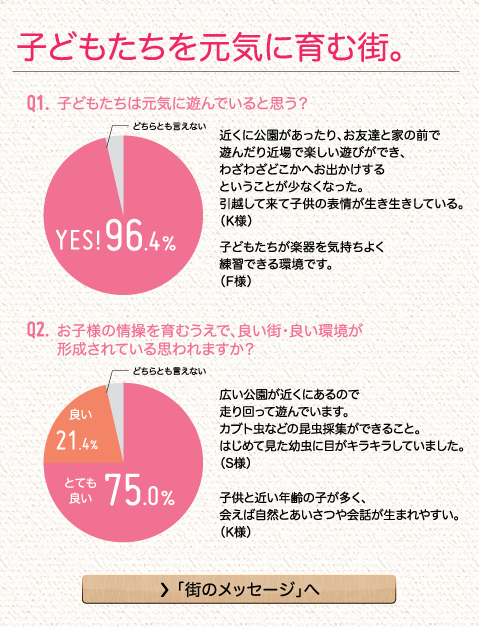 子どもたちを元気に育む街。
Q1. 子どもたちは元気に遊んでいると思う？
どちらとも言えない
YES! 96.4%
近くに公園があったり、お友達と家の前で
遊んだり近場で楽しい遊びができ、
わざわざどこかへお出かけする
ということが少なくなった。
引越して来て子供の表情が生き生きしている。
（K様）
子どもたちが楽器を気持ちよく
練習できる環境です。
（F様）
Q2. お子様の情操を育むうえで、良い街・良い環境が
形成されている思われますか？
どちらとも言えない
良い
21.4%
とても
良い
75.0%
広い公園が近くにあるので
走り回って遊んでいます。
カブト虫などの昆虫採集ができること。
はじめて見た幼虫に目がキラキラしていました。
（S様）
子供と近い年齢の子が多く、
会えば自然とあいさつや会話が生まれやすい。
（K様）
❯ 「街のメッセージ」へ